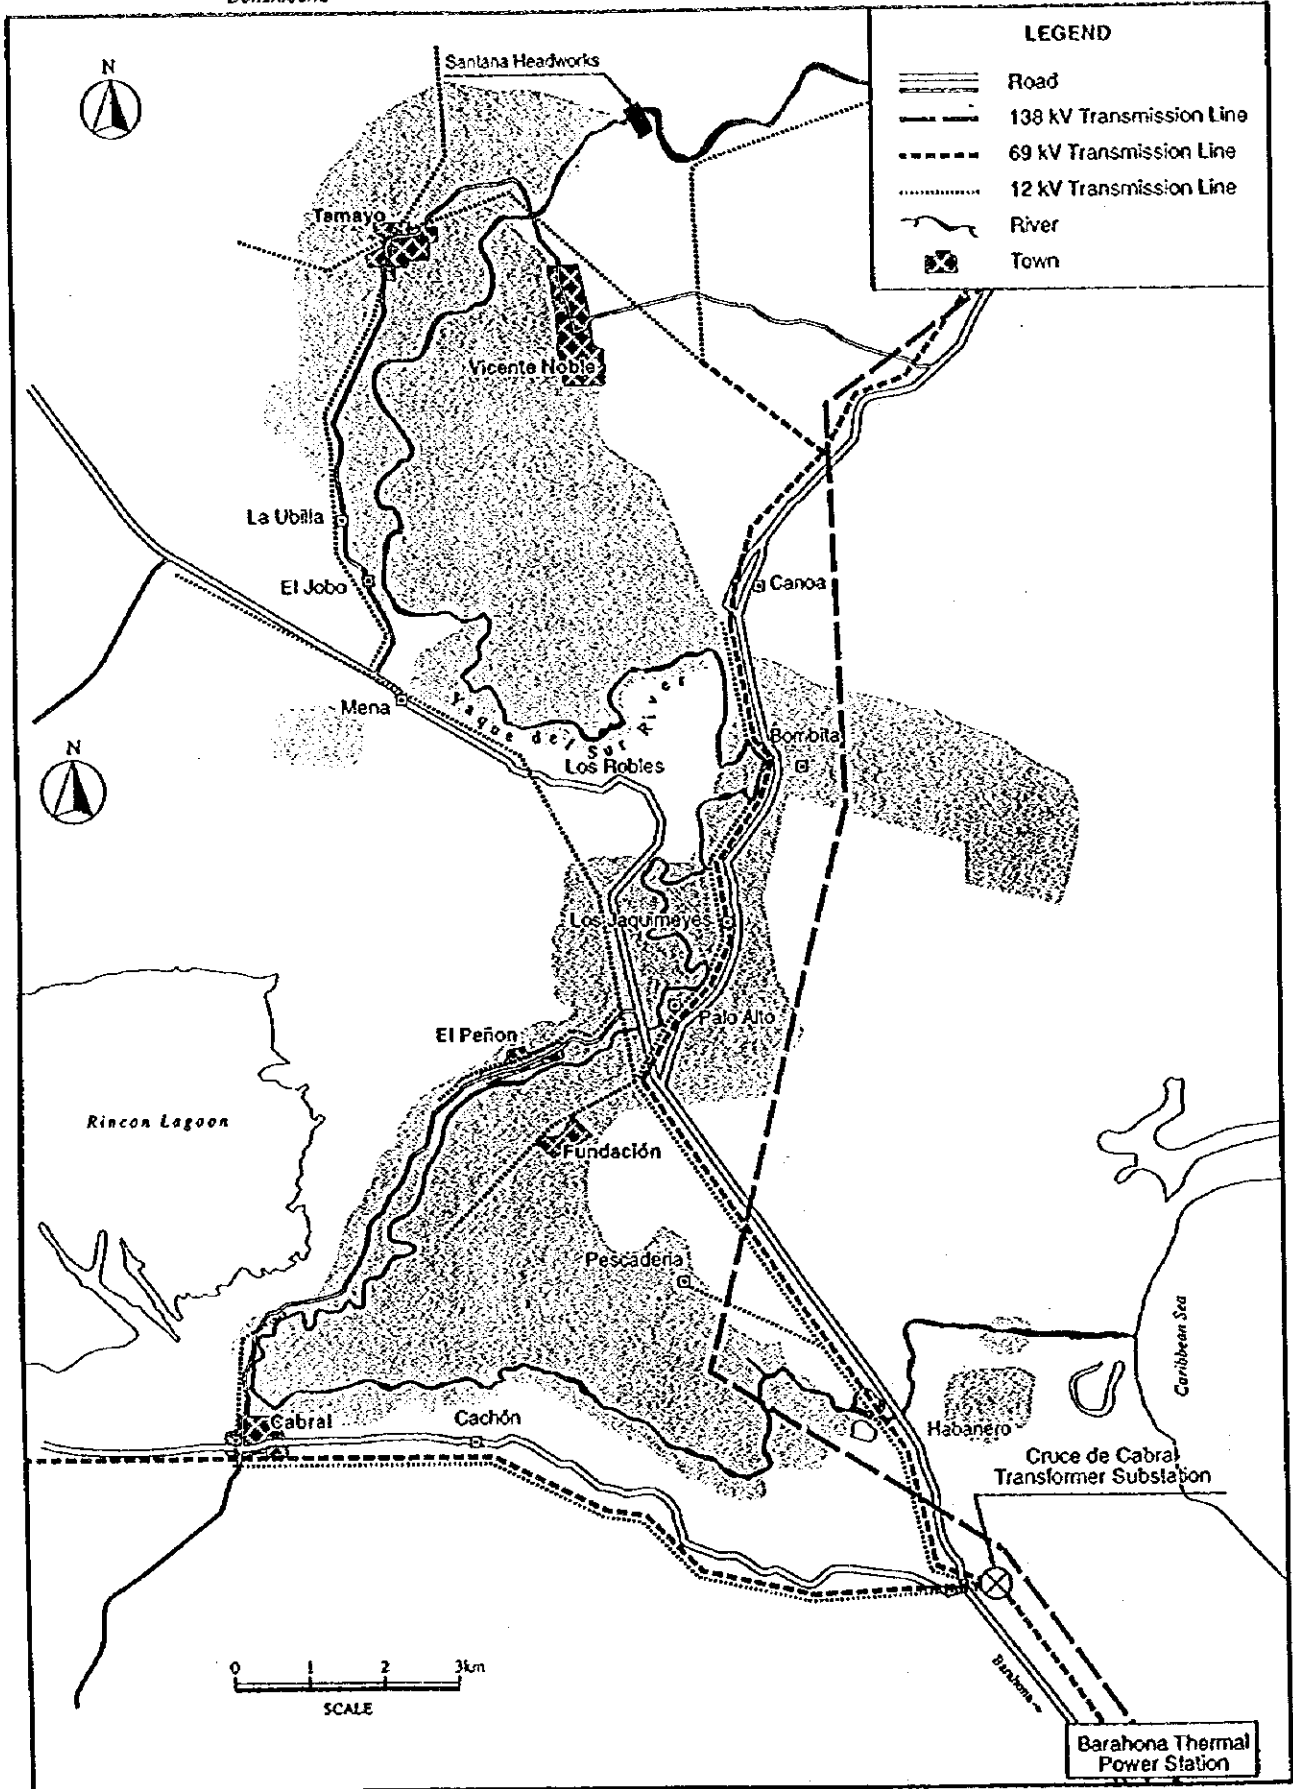 LEGEND
Road
138 kV Transmission Line
69 kV Transmission Line
12 kV Transmission Line
River
Town
N
Santana Headworks
Tamayo
Vicente Noble
La Ubilla
El Jobo
Canoa
Mena
Yaque del Sur River
Bombita
Los Robles
N
Los Jaquimeyes
Palo Alto
El Peñon
Rincon Lagoon
Fundación
Pescaderia
Caribbean Sea
Cabral
Cachón
Habanero
Cruce de Cabral
Transformer Substation
0 1 2 3km
SCALE
Barahona
Barahona Thermal
Power Station